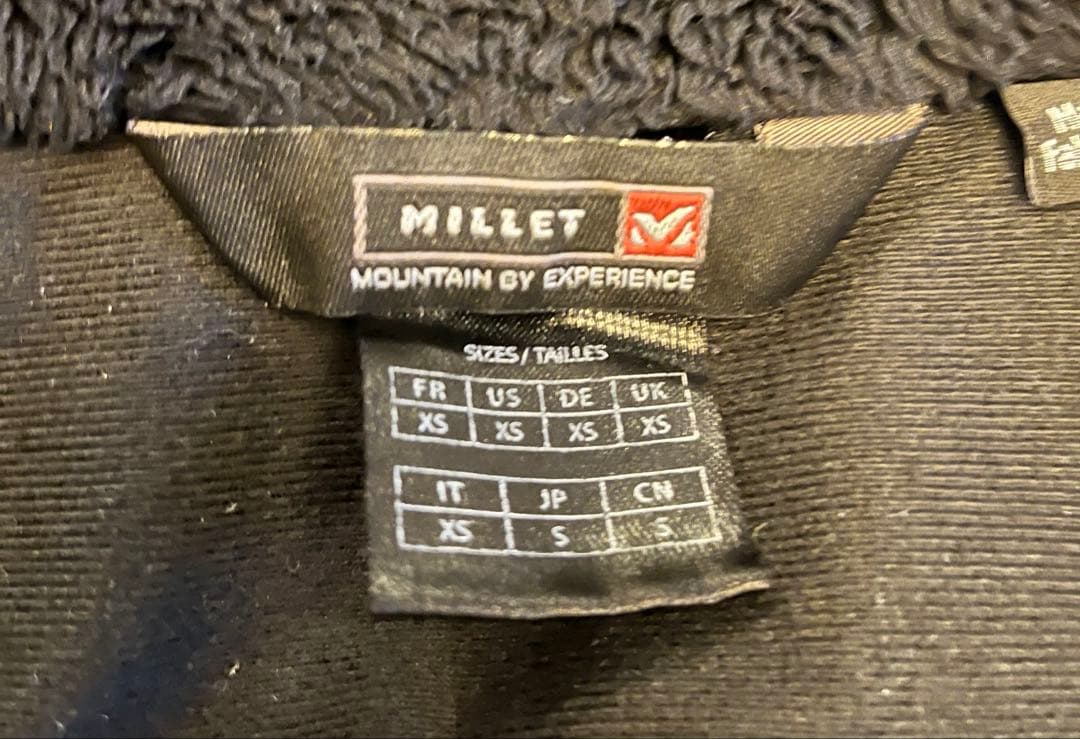 MILLET
MOUNTAIN BY EXPERIENCE
SIZES / TAILLES
FR US DE UK
XS XS XS XS
IT JP CN
XS S S